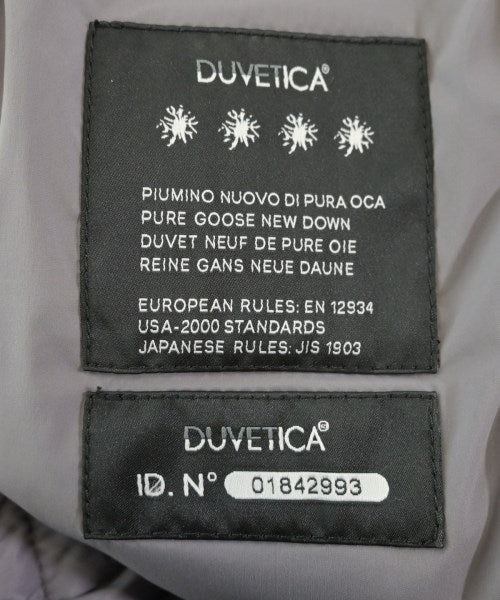 DUVETICA®
PIUMINO NUOVO DI PURA OCA
PURE GOOSE NEW DOWN
DUVET NEUF DE PURE OIE
REINE GANS NEUE DAUNE
EUROPEAN RULES: EN 12934
USA-2000 STANDARDS
JAPANESE RULES: JIS 1903
DUVETICA®
ID. N° 01842993